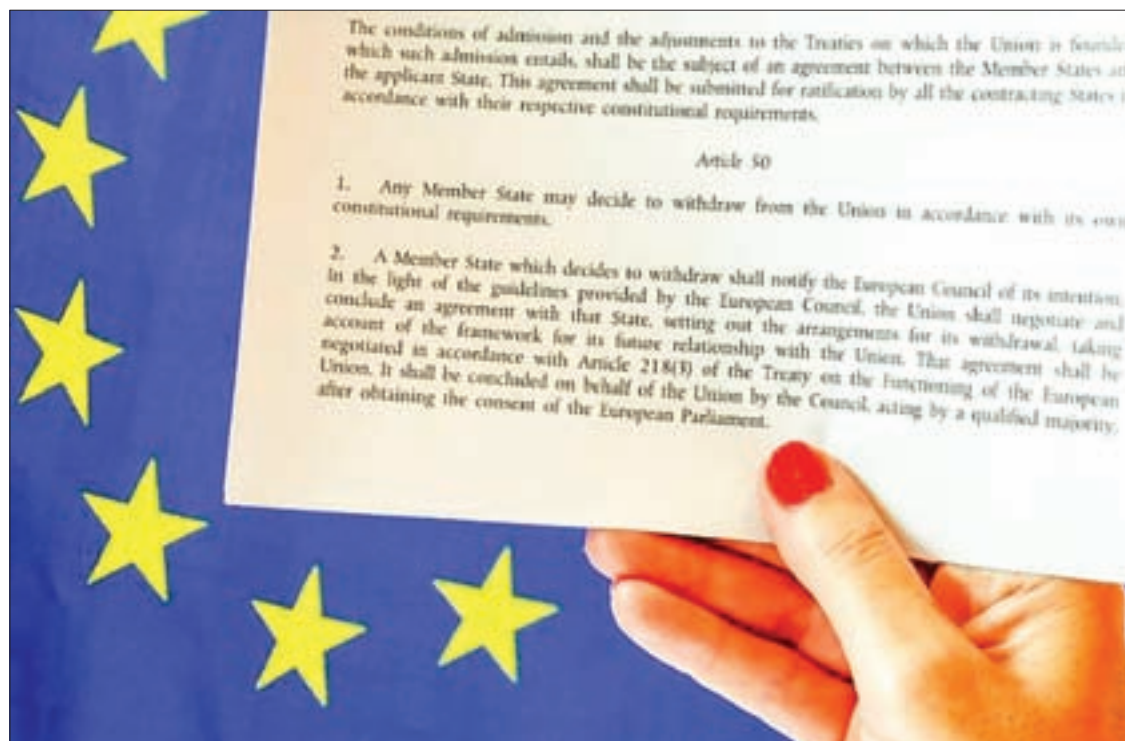 The conditions of admission and the adjustments to the Treaties on which the Union is
which such admission entails, shall be the subject of an agreement between the Member States
the applicant State. This agreement shall be submitted for ratification by all the contracting States
accordance with their respective constitutional requirements.
Article 50
1. Any Member State may decide to withdraw from the Union in accordance with its own
constitutional requirements.
2. A Member State which decides to withdraw shall notify the European Council of its intention.
In the light of the guidelines provided by the European Council, the Union shall negotiate and
conclude an agreement with that State, setting out the arrangements for its withdrawal, taking
account of the framework for its future relationship with the Union. That agreement shall be
negotiated in accordance with Article 218(3) of the Treaty on the Functioning of the European
Union. It shall be concluded on behalf of the Union by the Council, acting by a qualified majority,
after obtaining the consent of the European Parliament.